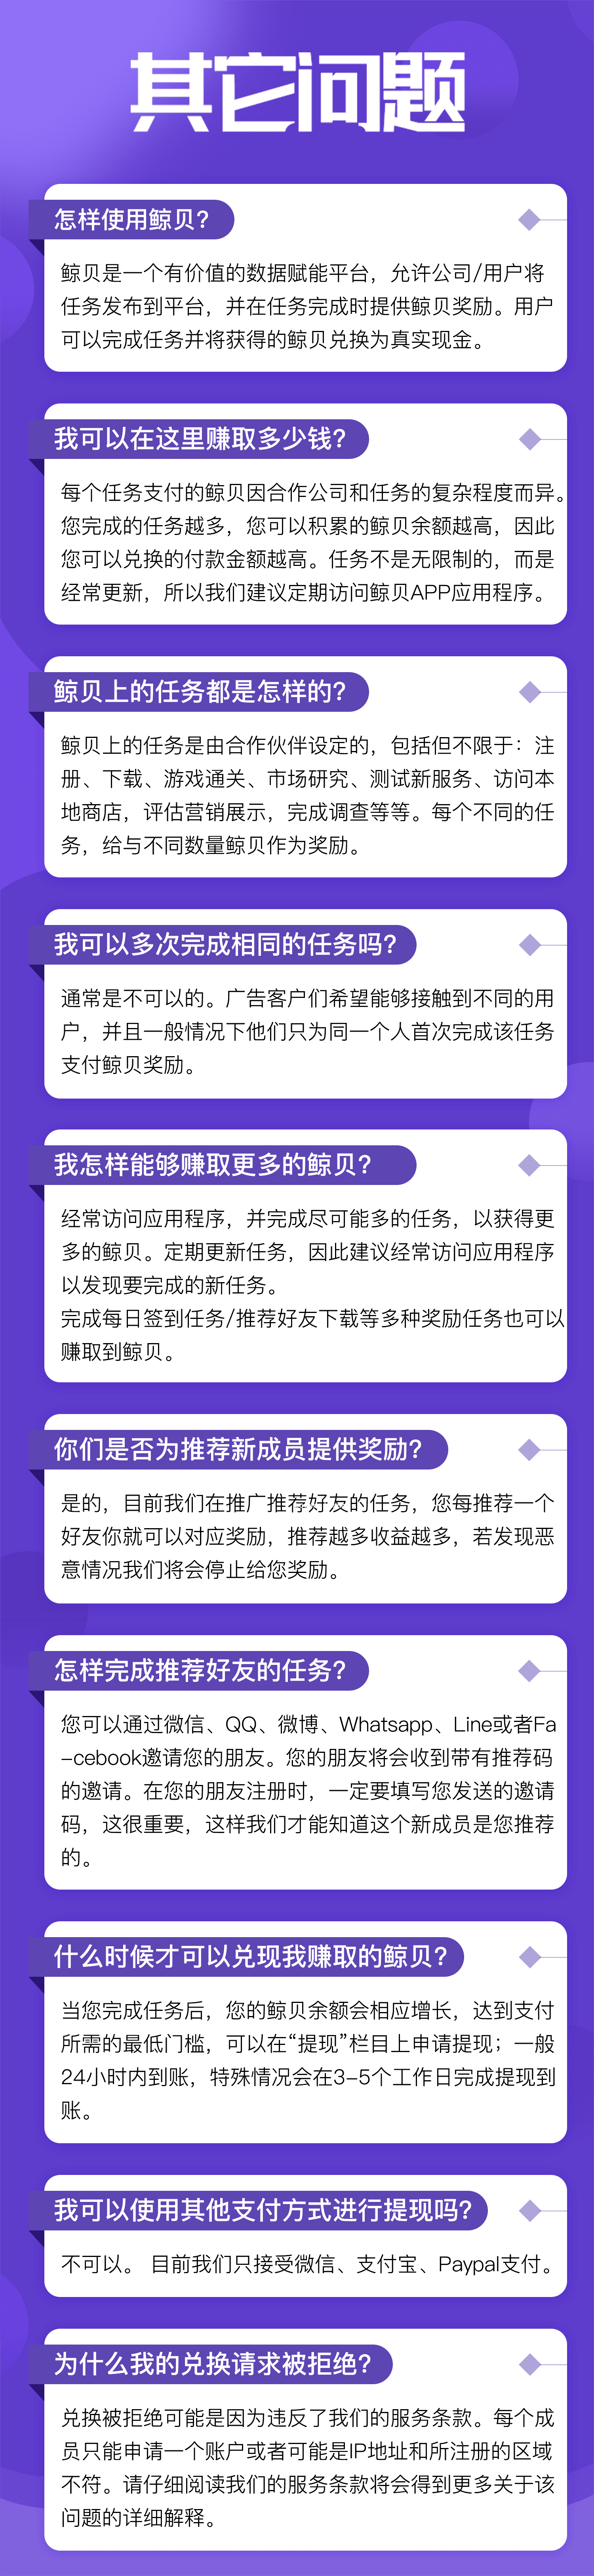 其它问题
怎样使用鲸贝?
鲸贝是一个有价值的数据赋能平台，允许公司/用户将
任务发布到平台，并在任务完成时提供鲸贝奖励。用户
可以完成任务并将获得的鲸贝兑换为真实现金。
我可以在这里赚取多少钱?
每个任务支付的鲸贝因合作公司和任务的复杂程度而异。
您完成的任务越多，您可以积累的鲸贝余额越高，因此
您可以兑换的付款金额越高。任务不是无限制的，而是
经常更新，所以我们建议定期访问鲸贝APP应用程序。
鲸贝上的任务都是怎样的?
鲸贝上的任务是由合作伙伴设定的，包括但不限于：注
册、下载、游戏通关、市场研究、测试新服务、访问本
地商店，评估营销展示，完成调查等等。每个不同的任
务，给与不同数量鲸贝作为奖励。
我可以多次完成相同的任务吗?
通常是不可以的。广告客户们希望能够接触到不同的用
户，并且一般情况下他们只为同一个人首次完成该任务
支付鲸贝奖励。
我怎样能够赚取更多的鲸贝?
经常访问应用程序，并完成尽可能多的任务，以获得更
多的鲸贝。定期更新任务，因此建议经常访问应用程序
以发现要完成的新任务。
完成每日签到任务/推荐好友下载等多种奖励任务也可以
赚取到鲸贝。
你们是否为推荐新成员提供奖励?
是的，目前我们在推广推荐好友的任务，您每推荐一个
好友你就可以对应奖励，推荐越多收益越多，若发现恶
意情况我们将会停止给您奖励。
怎样完成推荐好友的任务?
您可以通过微信、QQ、微博、Whatsapp、Line或者Fa
-cebook邀请您的朋友。您的朋友将会收到带有推荐码
的邀请。在您的朋友注册时，一定要填写您发送的邀请
码，这很重要，这样我们才能知道这个新成员是您推荐
的。
什么时候才可以兑现我赚取的鲸贝?
当您完成任务后，您的鲸贝余额会相应增长，达到支付
所需的最低门槛，可以在“提现”栏目上申请提现；一般
24小时内到账，特殊情况会在3-5个工作日完成提现到
账。
我可以使用其他支付方式进行提现吗?
不可以。 目前我们只接受微信、支付宝、Paypal支付。
为什么我的兑换请求被拒绝?
兑换被拒绝可能是因为违反了我们的服务条款。每个成
员只能申请一个账户或者可能是IP地址和所注册的区域
不符。请仔细阅读我们的服务条款将会得到更多关于该
问题的详细解释。